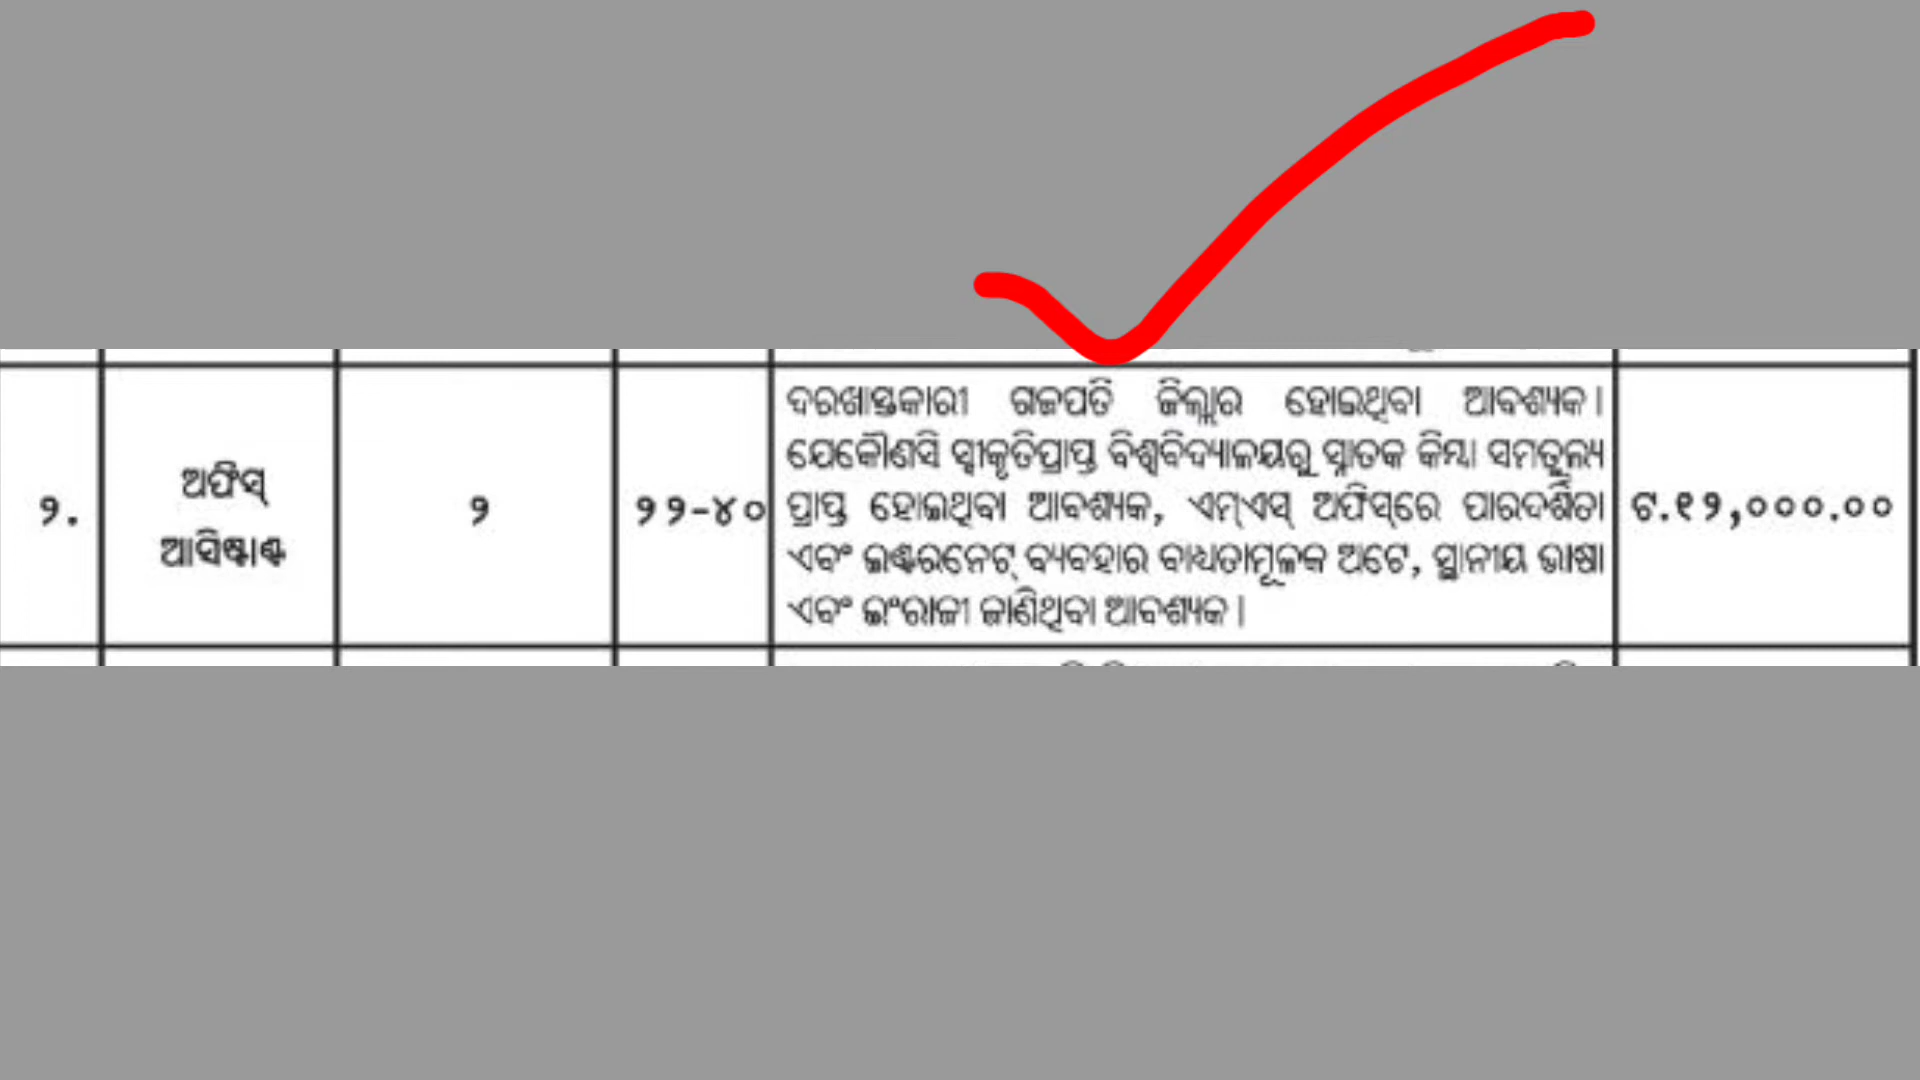 ୨.
ଅଫିସ୍
ଆସିଷ୍ଟାଣ୍ଟ
୨
୨୨-୪୦
ଦରଖାସ୍ତକାରୀ ଗଜପତି ଜିଲ୍ଲାର ହୋଇଥିବା ଆବଶ୍ୟକ।
ଯେକୌଣସି ସ୍ୱୀକୃତିପ୍ରାପ୍ତ ବିଶ୍ୱବିଦ୍ୟାଳୟରୁ ସ୍ନାତକ କିମ୍ବା ସମତୁଲ୍ୟ
ପ୍ରାପ୍ତ ହୋଇଥିବା ଆବଶ୍ୟକ, ଏମ୍ଏସ୍ ଅଫିସ୍‌ରେ ପାରଦର୍ଶିତା
ଏବଂ ଇଣ୍ଟରନେଟ୍ ବ୍ୟବହାର ବାଧ୍ୟତାମୂଳକ ଅଟେ, ସ୍ଥାନୀୟ ଭାଷା
ଏବଂ ଇଂରାଜୀ ଜାଣିଥିବା ଆବଶ୍ୟକ।
ଟ.୧୨,୦୦୦.୦୦